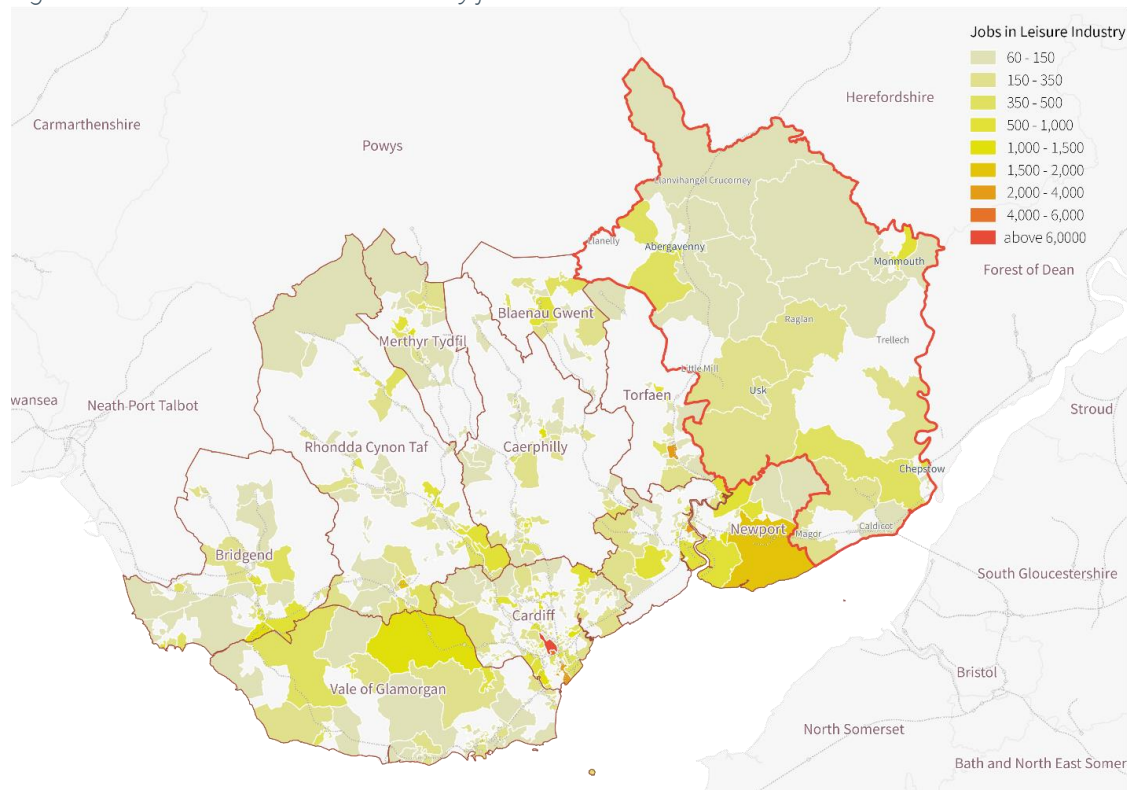 Jobs in Leisure Industry
60 - 150
150 - 350
350 - 500
500 - 1,000
1,000 - 1,500
1,500 - 2,000
2,000 - 4,000
4,000 - 6,000
above 6,0000
Herefordshire
Carmarthenshire
Powys
Llanvihangel Crucorney
Llanelly
Abergavenny
Monmouth
Forest of Dean
Blaenau Gwent
Raglan
Merthyr Tydfil
Trellech
Little Mill
Usk
Torfaen
wansea
Neath Port Talbot
Stroud
Rhondda Cynon Taf
Caerphilly
Chepstow
Newport
Magor
Caldicot
Bridgend
South Gloucestershire
Cardiff
Bristol
Vale of Glamorgan
North Somerset
Bath and North East Somer